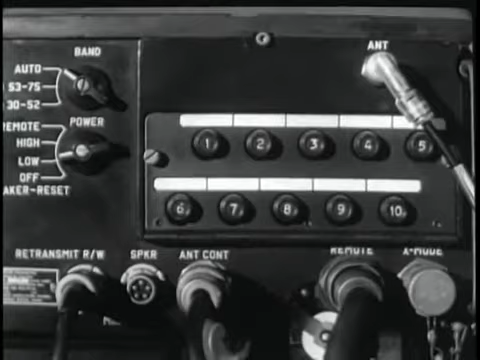 BAND
ANT
AUTO
53-75
30-52
REMOTE
POWER
HIGH
LOW
OFF
AKER-RESET
1 2 3 4 5
6 7 8 9 10
RETRANSMIT R/W SPKR ANT CONT REMOTE X-MODE